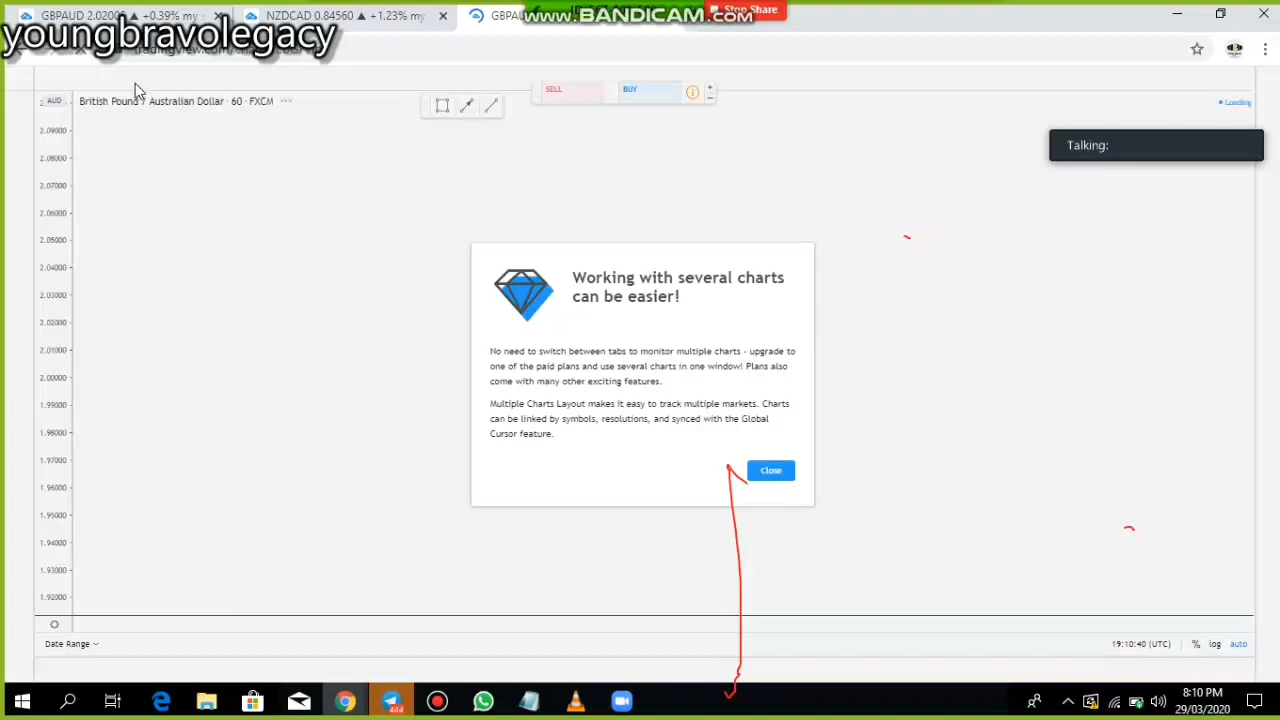 GBPAUD 2.0200 ▲ +0.39% my
NZDCAD 0.84560 ▲ +1.23% my
GBPAU
www.BANDICAM.com
Stop Share
youngbravolegacy
AUD
British Pound / Australian Dollar · 60 · FXCM
SELL
BUY
Loading
Talking:
2.09000
2.08000
2.07000
2.06000
2.05000
2.04000
2.03000
2.02000
2.01000
2.00000
1.99000
1.98000
1.97000
1.96000
1.95000
1.94000
1.93000
1.92000
Working with several charts
can be easier!
No need to switch between tabs to monitor multiple charts - upgrade to
one of the paid plans and use several charts in one window! Plans also
come with many other exciting features.
Multiple Charts Layout makes it easy to track multiple markets. Charts
can be linked by symbols, resolutions, and synced with the Global
Cursor feature.
Close
Date Range
19:10:40 (UTC) % log auto
444
8:10 PM
29/03/2020